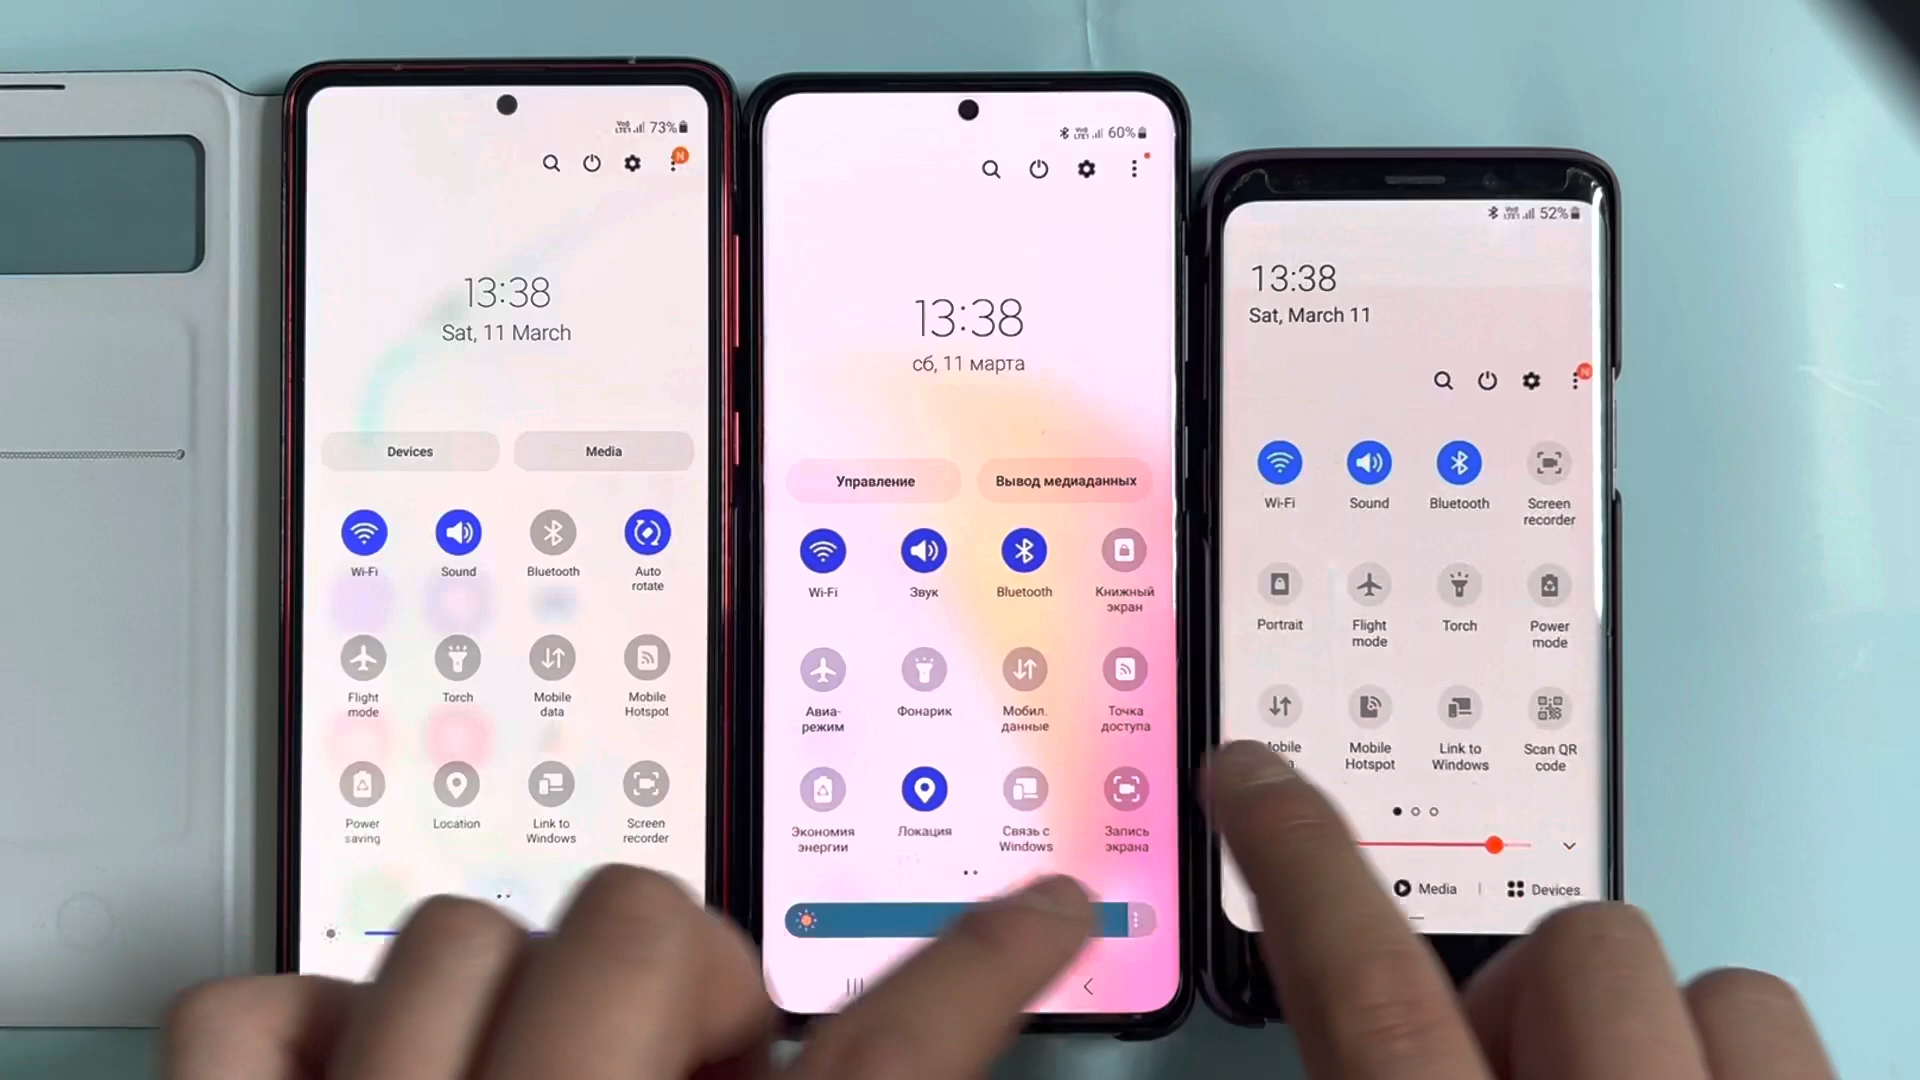 73%
N
13:38
Sat, 11 March
Devices
Media
Wi-Fi
Sound
Bluetooth
Auto
rotate
Flight
mode
Torch
Mobile
data
Mobile
Hotspot
Power
saving
Location
Link to
Windows
Screen
recorder
60%
13:38
сб, 11 марта
Управление
Вывод медиаданных
Wi-Fi
Звук
Bluetooth
Книжный
экран
Авиа-
режим
Фонарик
Мобил.
данные
Точка
доступа
Экономия
энергии
Локация
Связь с
Windows
Запись
экрана
52%
13:38
Sat, March 11
N
Wi-Fi
Sound
Bluetooth
Screen
recorder
Portrait
Flight
mode
Torch
Power
mode
Mobile
Hotspot
Link to
Windows
Scan QR
code
Media
Devices